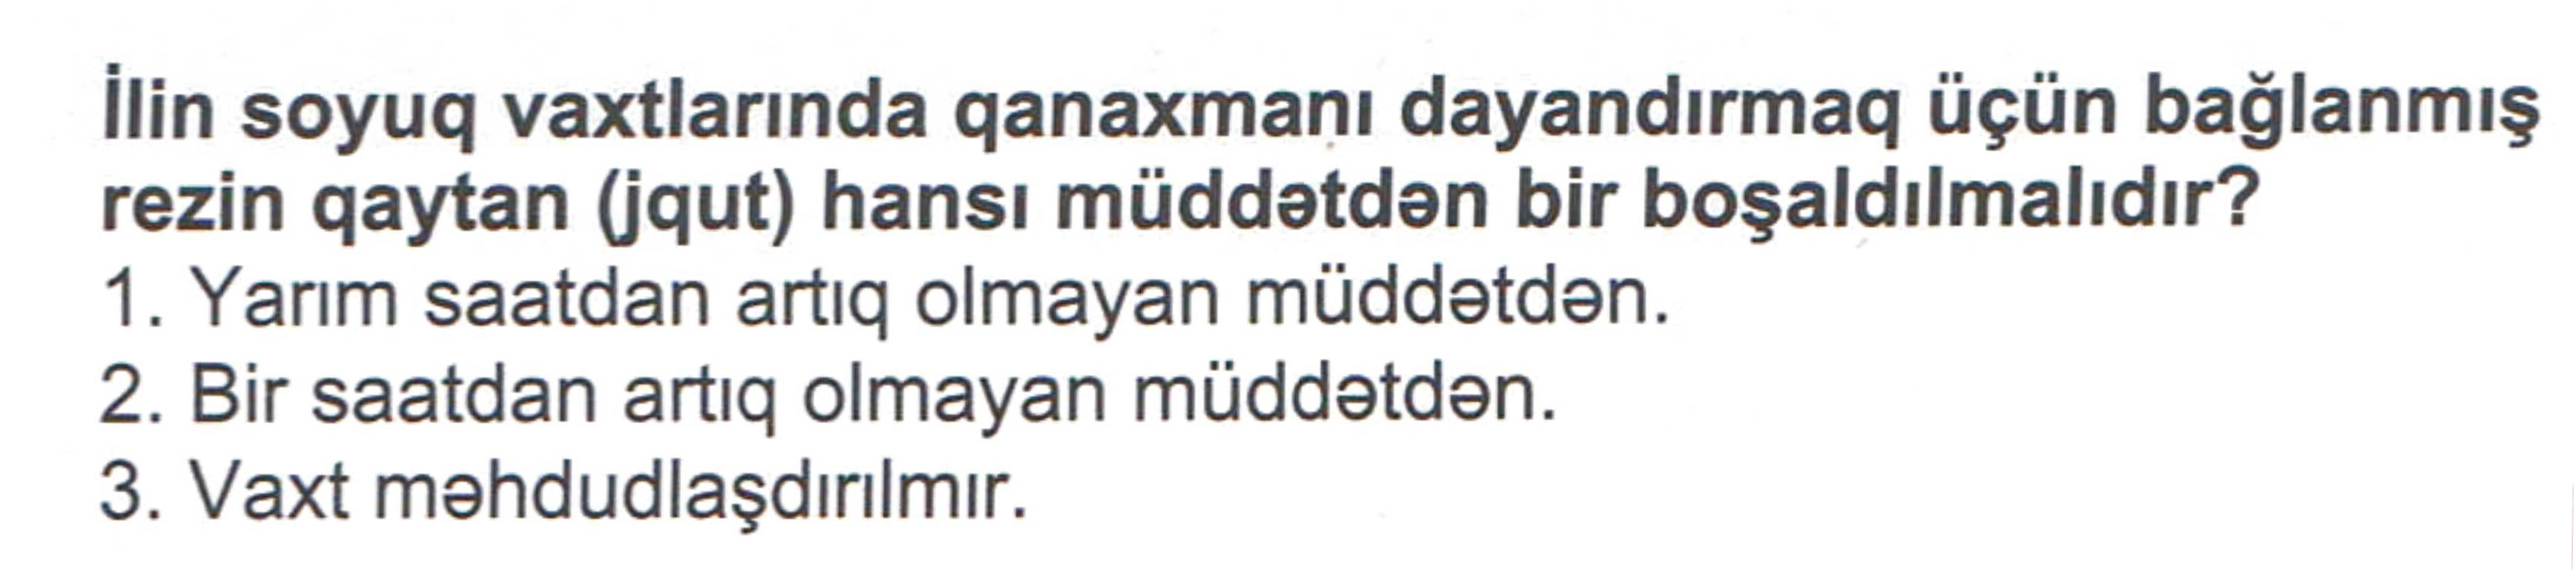 İlin soyuq vaxtlarında qanaxmanı dayandırmaq üçün bağlanmış
rezin qaytan (jqut) hansı müddətdən bir boşaldılmalıdır?
1. Yarım saatdan artıq olmayan müddətdən.
2. Bir saatdan artıq olmayan müddətdən.
3. Vaxt məhdudlaşdırılmır.